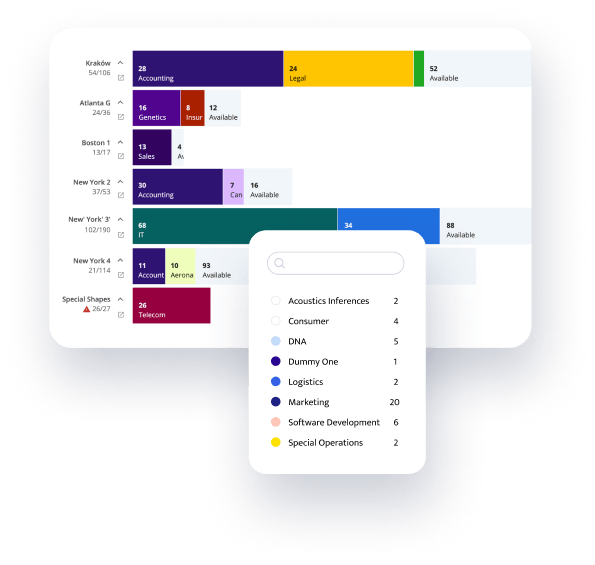 Kraków
54/106
28
Accounting
24
Legal
52
Available
Atlanta G
24/36
16
Genetics
8
Insur
12
Available
Boston 1
13/17
13
Sales
4
New York 2
37/53
30
Accounting
7
Can
16
Available
New' York' 3'
102/190
68
IT
34
88
Available
New York 4
21/114
11
Account
10
Aerona
93
Available
Special Shapes
26/27
26
Telecom
Acoustics Inferences 2
Consumer 4
DNA 5
Dummy One 1
Logistics 2
Marketing 20
Software Development 6
Special Operations 2